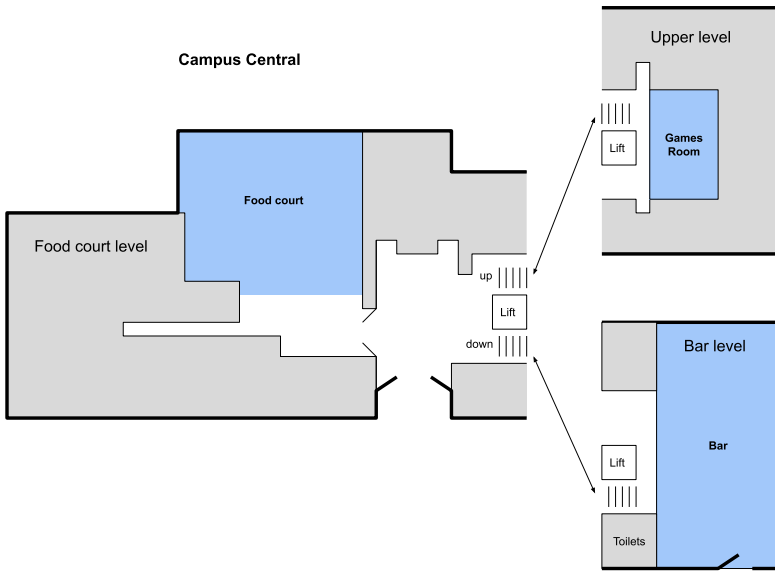 Campus Central
Upper level
Lift
Games
Room
Food court
Food court level
up
Lift
down
Bar level
Bar
Lift
Toilets